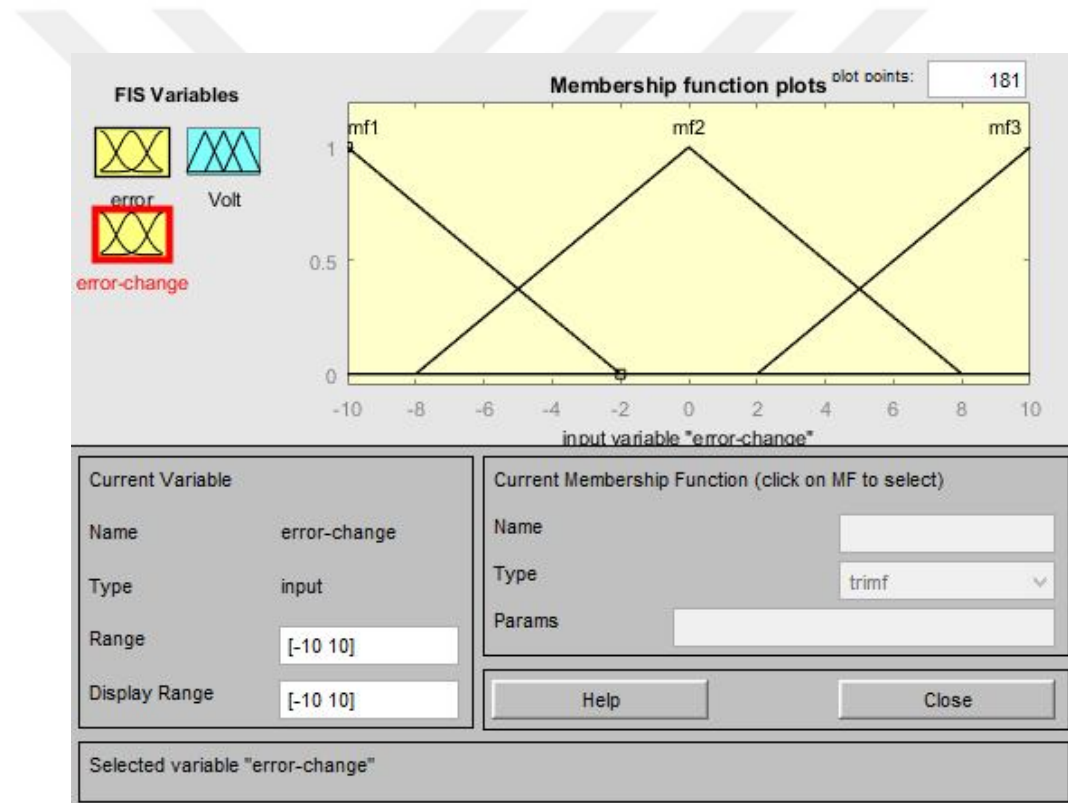 FIS Variables
Membership function plots
plot points:
181
error
Volt
error-change
mf1
mf2
mf3
1
0.5
0
-10 -8 -6 -4 -2 0 2 4 6 8 10
input variable "error-change"
Current Variable
Name error-change
Type input
Range [-10 10]
Display Range [-10 10]
Current Membership Function (click on MF to select)
Name
Type trimf
Params
Help
Close
Selected variable "error-change"